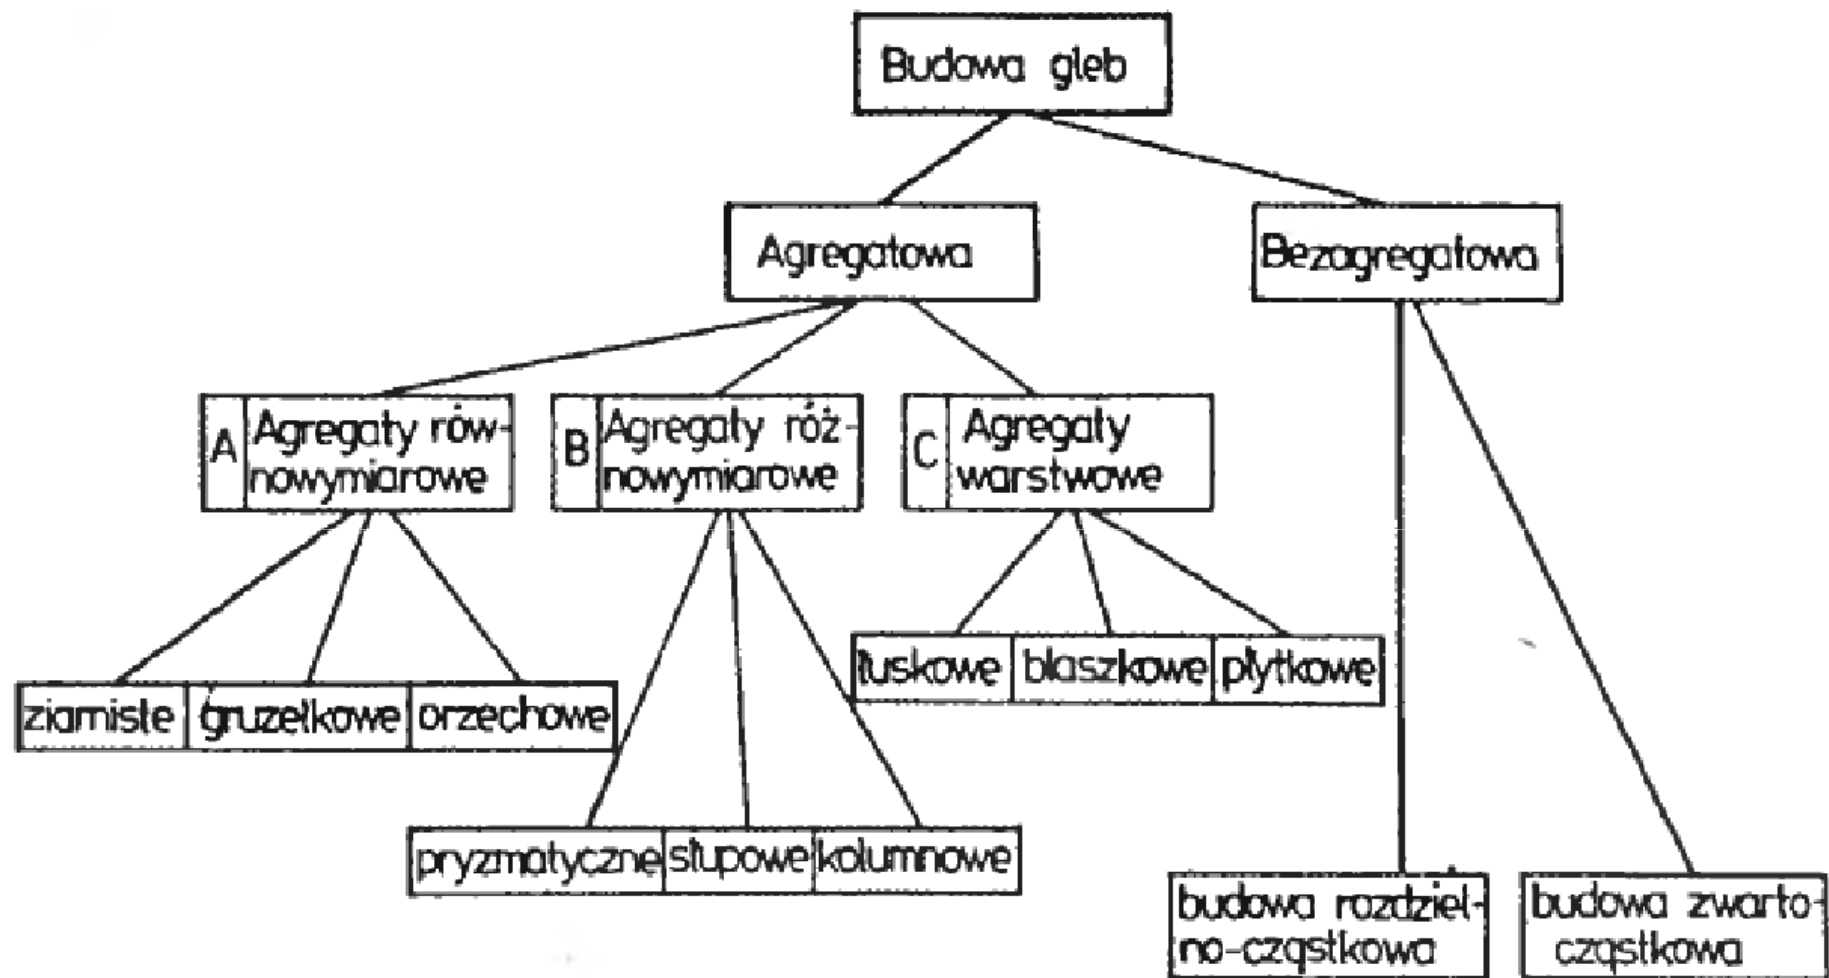 Budowa gleb
Agregatowa
Bezagregatowa
A
Agregaty rów-
nowymiarowe
B
Agregaty róż-
nowymiarowe
C
Agregaty
warstwowe
łuskowe
blaszkowe
płytkowe
ziarniste
gruzełkowe
orzechowe
pryzmatyczne
słupowe
kolumnowe
budowa rozdziel-
no-cząstkowa
budowa zwarto-
cząstkowa